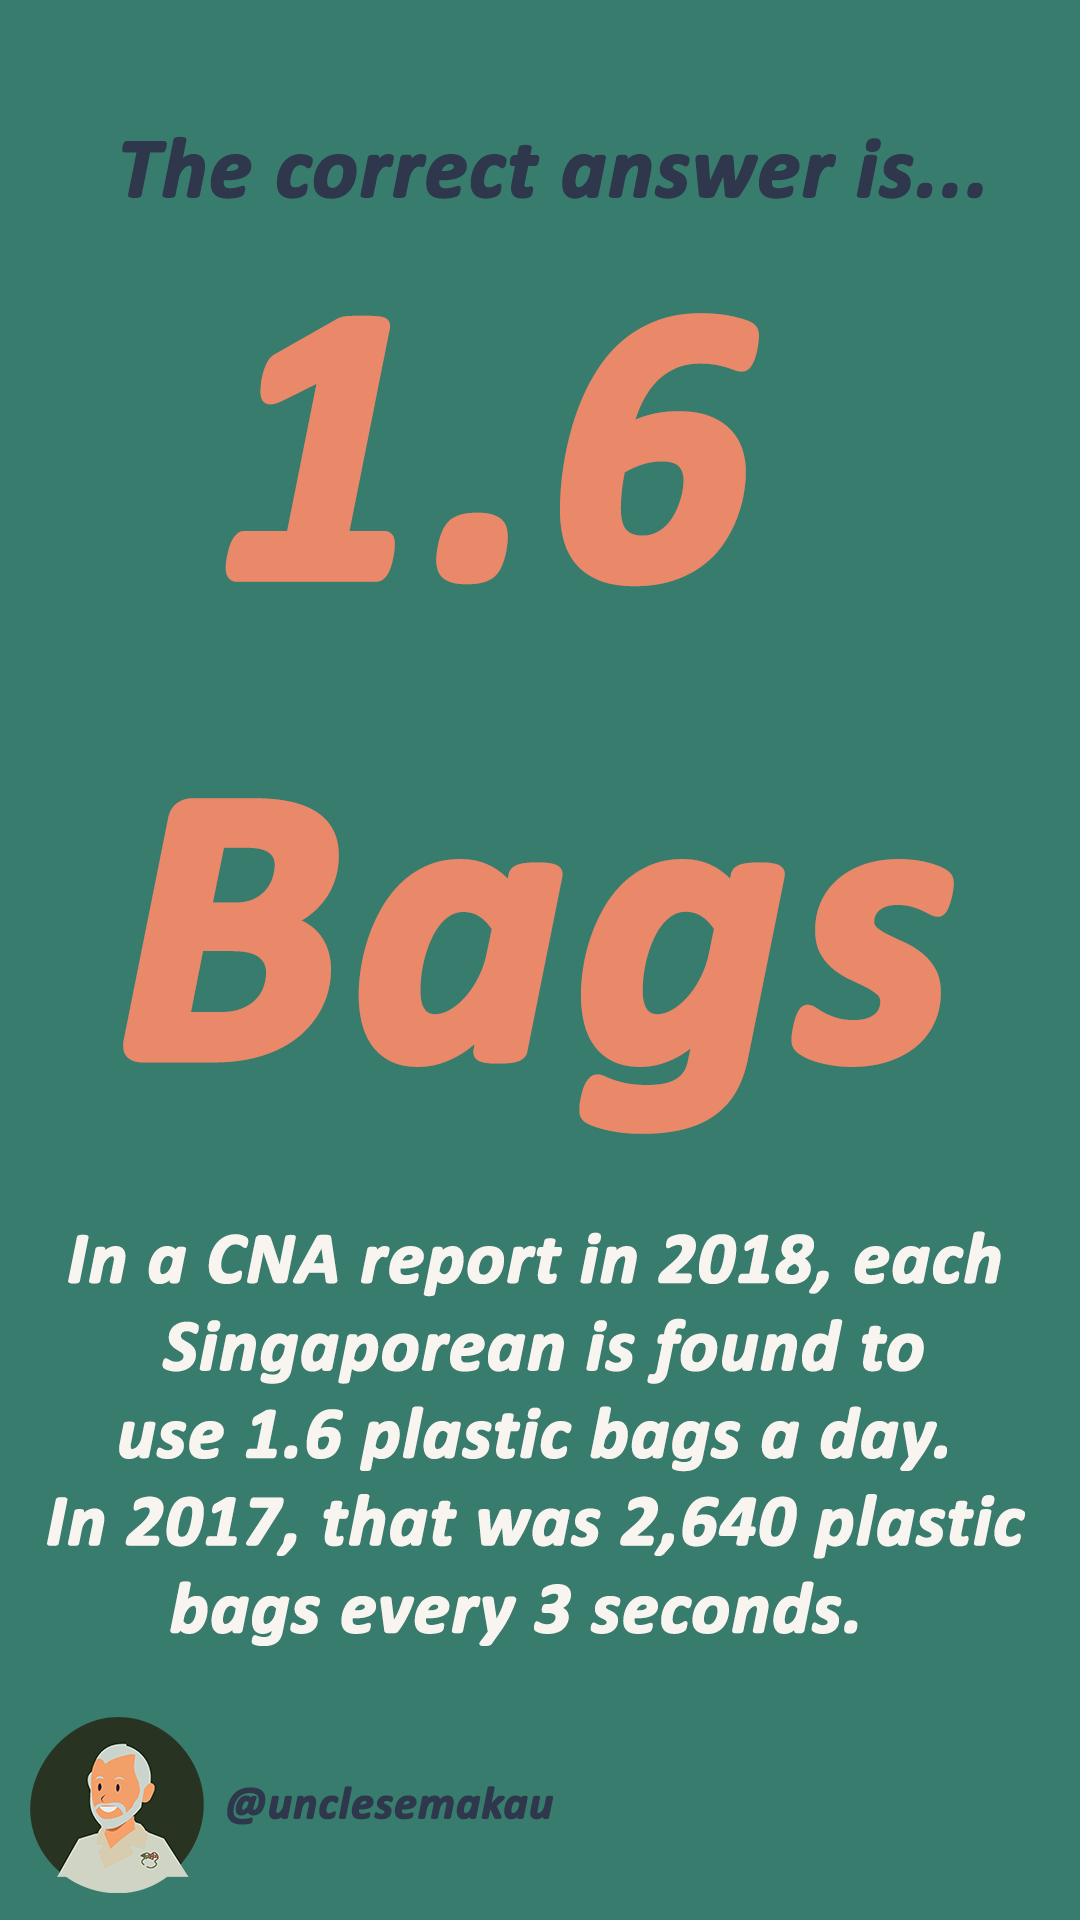 The correct answer is...
1.6
Bags
In a CNA report in 2018, each
Singaporean is found to
use 1.6 plastic bags a day.
In 2017, that was 2,640 plastic
bags every 3 seconds.
@unclesemakau